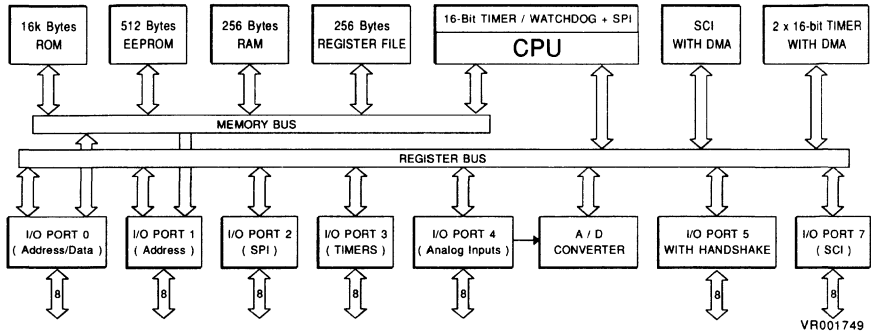 16k Bytes
ROM
512 Bytes
EEPROM
256 Bytes
RAM
256 Bytes
REGISTER FILE
16-Bit TIMER / WATCHDOG + SPI
CPU
SCI
WITH DMA
2 x 16-bit TIMER
WITH DMA
MEMORY BUS
REGISTER BUS
I/O PORT 0
( Address/Data )
I/O PORT 1
( Address )
I/O PORT 2
( SPI )
I/O PORT 3
( TIMERS )
I/O PORT 4
( Analog Inputs )
A / D
CONVERTER
I/O PORT 5
WITH HANDSHAKE
I/O PORT 7
( SCI )
8
8
8
8
8
8
8
VR001749